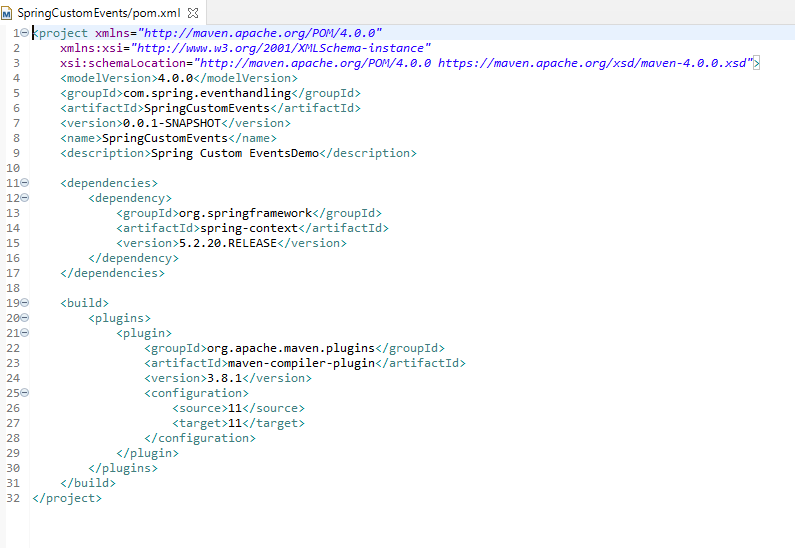 SpringCustomEvents/pom.xml
1 <project xmlns="http://maven.apache.org/POM/4.0.0"
2     xmlns:xsi="http://www.w3.org/2001/XMLSchema-instance"
3     xsi:schemaLocation="http://maven.apache.org/POM/4.0.0 https://maven.apache.org/xsd/maven-4.0.0.xsd">
4     <modelVersion>4.0.0</modelVersion>
5     <groupId>com.spring.eventhandling</groupId>
6     <artifactId>SpringCustomEvents</artifactId>
7     <version>0.0.1-SNAPSHOT</version>
8     <name>SpringCustomEvents</name>
9     <description>Spring Custom EventsDemo</description>
10
11     <dependencies>
12         <dependency>
13             <groupId>org.springframework</groupId>
14             <artifactId>spring-context</artifactId>
15             <version>5.2.20.RELEASE</version>
16         </dependency>
17     </dependencies>
18
19     <build>
20         <plugins>
21             <plugin>
22                 <groupId>org.apache.maven.plugins</groupId>
23                 <artifactId>maven-compiler-plugin</artifactId>
24                 <version>3.8.1</version>
25                 <configuration>
26                     <source>11</source>
27                     <target>11</target>
28                 </configuration>
29             </plugin>
30         </plugins>
31     </build>
32 </project>